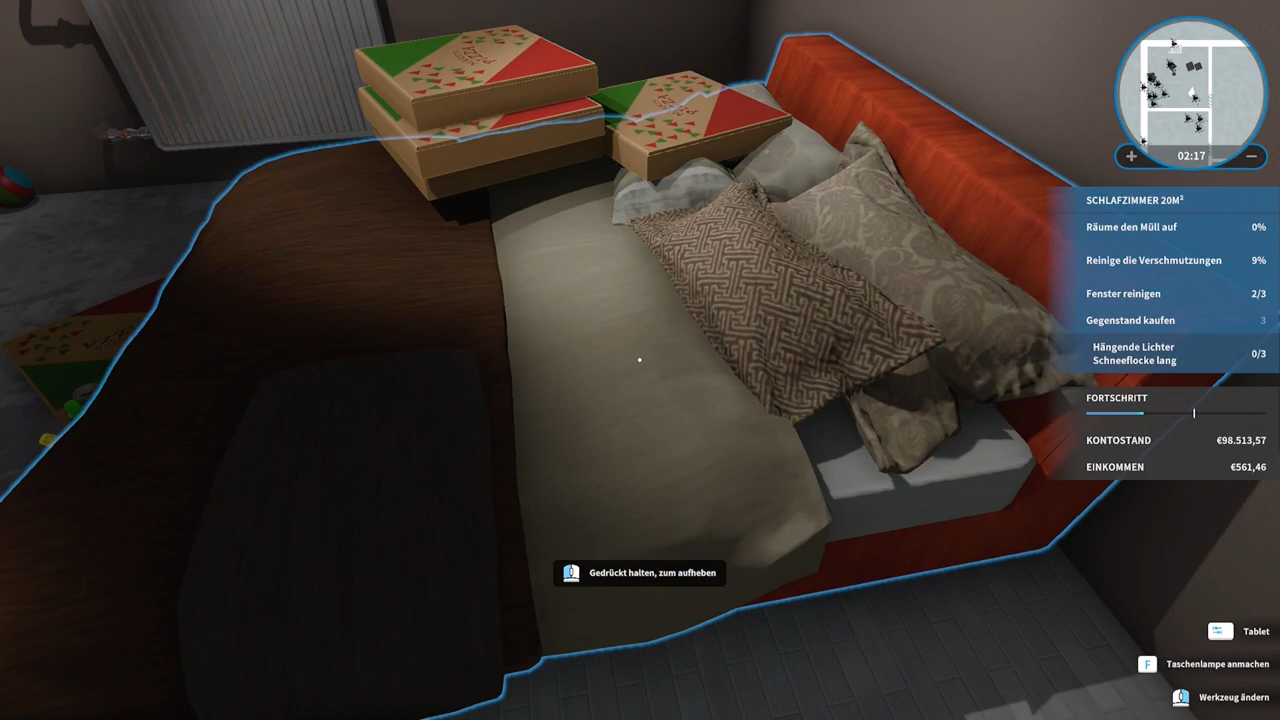 PIZZA
PIZZA
02:17
SCHLAFZIMMER 20M²
Räume den Müll auf 0%
Reinige die Verschmutzungen 9%
Fenster reinigen 2/3
Gegenstand kaufen 3
Hängende Lichter
Schneeflocke lang 0/3
FORTSCHRITT
KONTOSTAND €98.513,57
EINKOMMEN €561,46
Gedrückt halten, zum aufheben
Tablet
F Taschenlampe anmachen
Werkzeug ändern